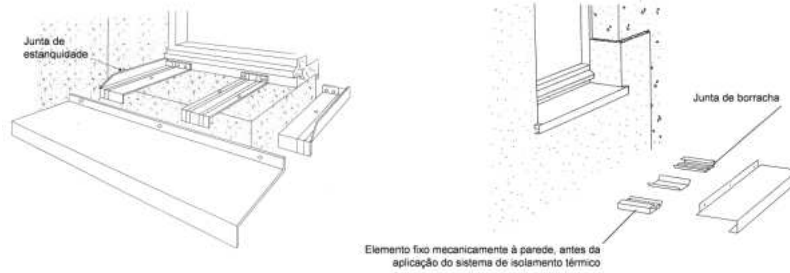 Junta de
estanquidade
Junta de borracha
Elemento fixo mecanicamente à parede, antes da
aplicação do sistema de isolamento térmico